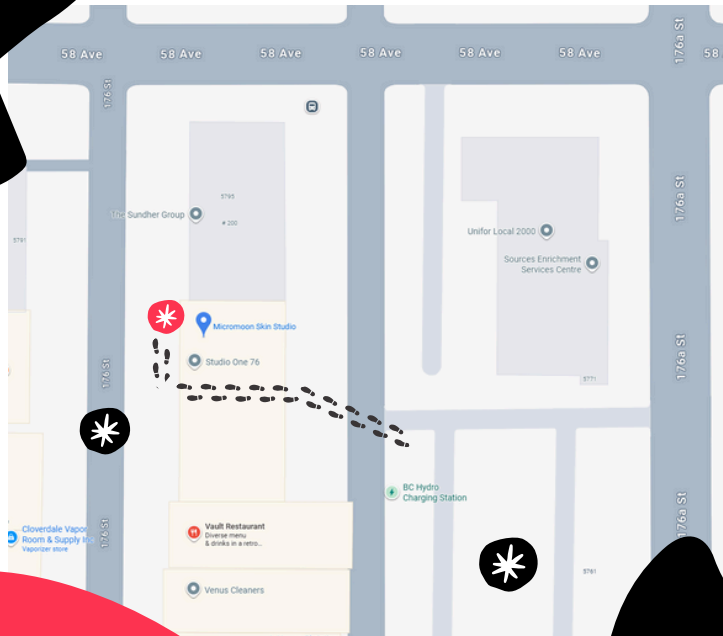 58 Ave
58 Ave
58 Ave
58 Ave
58 Ave
58 Ave
58
176a St
176 St
5795
The Sundher Group
# 200
176a St
Unifor Local 2000
5791
Sources Enrichment
Services Centre
Micromoon Skin Studio
Studio One 76
176 St
176a St
5771
BC Hydro
Charging Station
Vault Restaurant
Diverse menu
& drinks in a retro...
Cloverdale Vapor
Room & Supply Inc
Vaporizer store
176 St
176a St
5761
Venus Cleaners